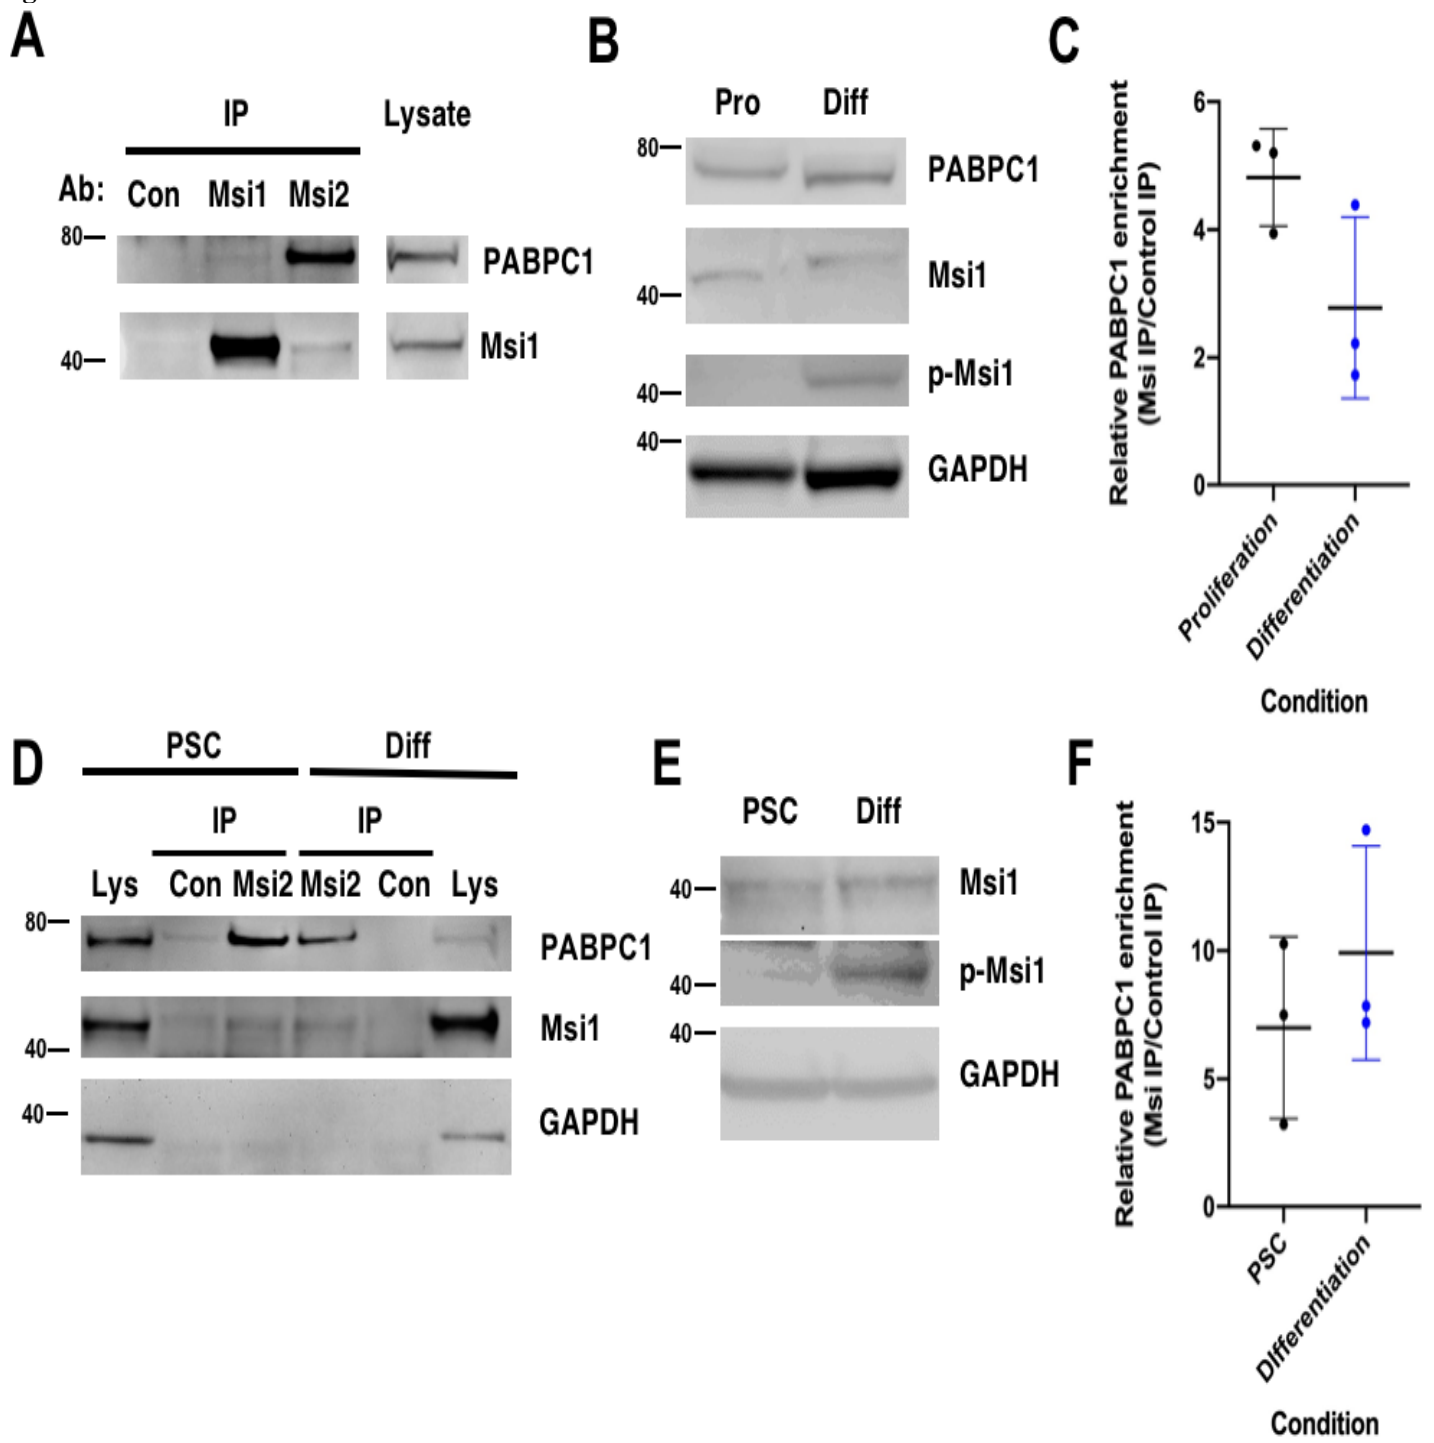 A
IP
Lysate
Ab:
Con
Msi1
Msi2
80
PABPC1
40
Msi1
B
Pro
Diff
80
PABPC1
40
Msi1
40
p-Msi1
40
GAPDH
C
Relative PABPC1 enrichment
(Msi IP/Control IP)
6
4
2
0
Proliferation
Differentiation
Condition
D
PSC
Diff
IP
IP
Lys
Con
Msi2
Msi2
Con
Lys
80
PABPC1
40
Msi1
40
GAPDH
E
PSC
Diff
40
Msi1
40
p-Msi1
40
GAPDH
F
Relative PABPC1 enrichment
(Msi IP/Control IP)
15
10
5
0
PSC
DIfferentiation
Condition